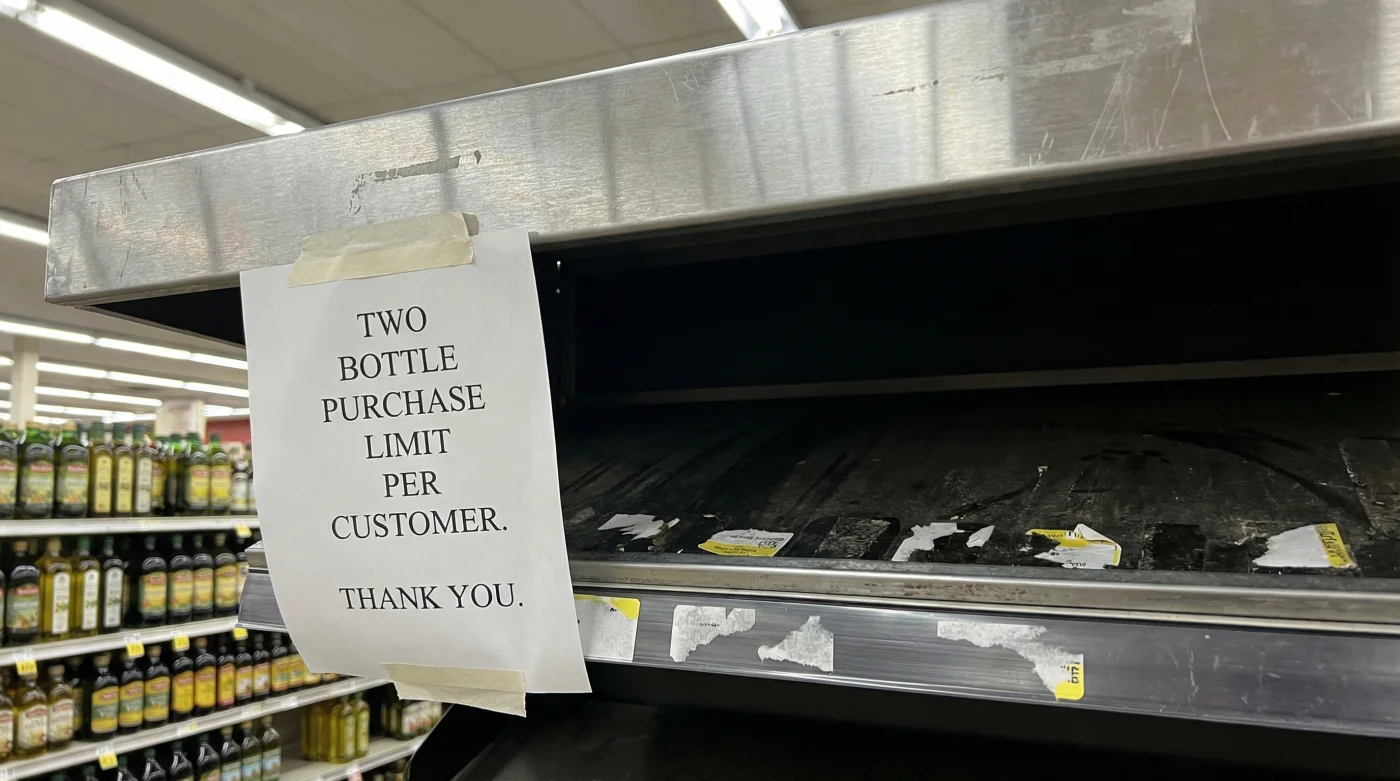 TWO
BOTTLE
PURCHASE
LIMIT
PER
CUSTOMER.
THANK YOU.